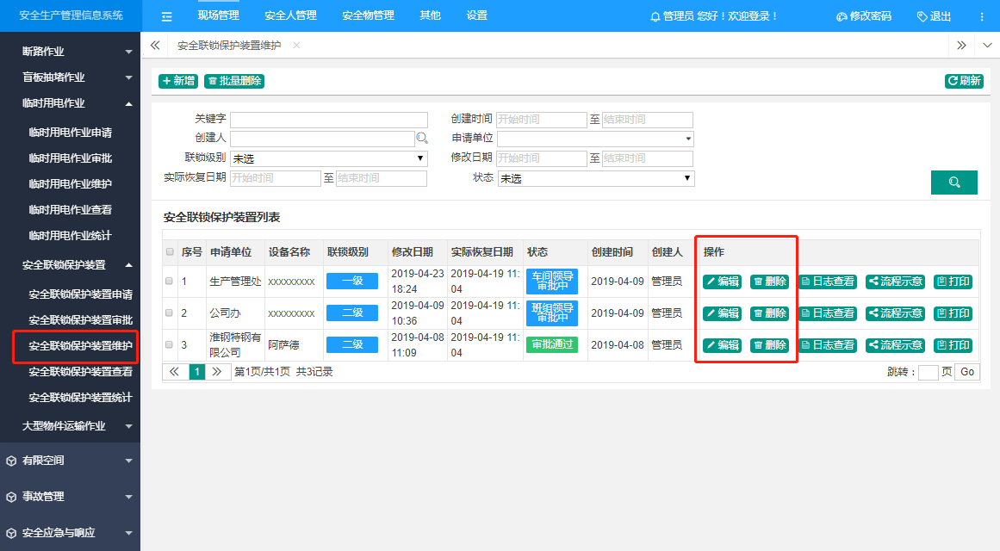 安全生产管理信息系统
现场管理 安全人管理 安全物管理 其他 设置
管理员 您好！欢迎登录！
修改密码 退出
断路作业
盲板抽堵作业
临时用电作业
临时用电作业申请
临时用电作业审批
临时用电作业维护
临时用电作业查看
临时用电作业统计
安全联锁保护装置
安全联锁保护装置申请
安全联锁保护装置审批
安全联锁保护装置维护
安全联锁保护装置查看
安全联锁保护装置统计
大型物件运输作业
有限空间
事故管理
安全应急与响应
安全联锁保护装置维护 ×
新增 批量删除 刷新
关键字 创建时间 开始时间 至 结束时间
创建人 申请单位
联锁级别 未选 修改日期 开始时间 至 结束时间
实际恢复日期 开始时间 至 结束时间 状态 未选
安全联锁保护装置列表
序号 申请单位 设备名称 联锁级别 修改日期 实际恢复日期 状态 创建时间 创建人 操作
1 生产管理处 xxxxxxxxx 一级 2019-04-23 18:24 2019-04-19 11:04 车间领导审批中 2019-04-09 管理员 编辑 删除 日志查看 流程示意 打印
2 公司办 xxxxxxxxx 二级 2019-04-09 10:36 2019-04-19 11:04 班组领导审批中 2019-04-09 管理员 编辑 删除 日志查看 流程示意 打印
3 淮钢特钢有限公司 阿萨德 二级 2019-04-08 11:09 2019-04-19 11:04 审批通过 2019-04-08 管理员 编辑 删除 日志查看 流程示意 打印
1 第1页/共1页 共3记录 跳转： 页 Go